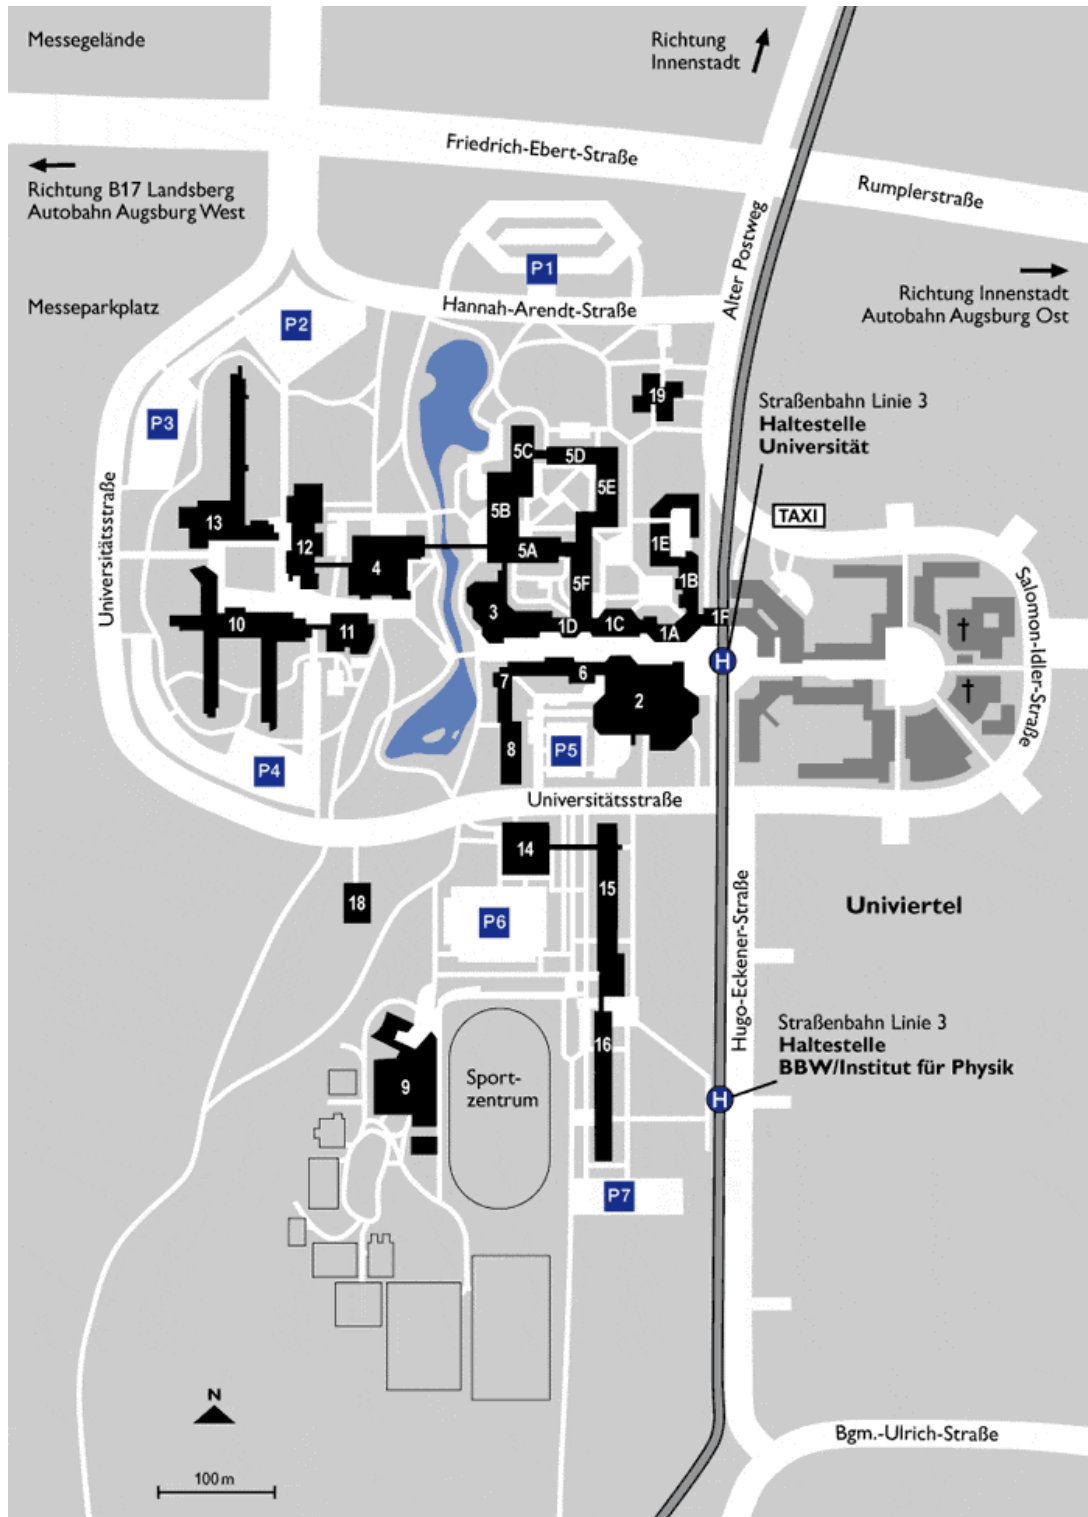 Messegelände
Richtung
Innenstadt
Friedrich-Ebert-Straße
Richtung B17 Landsberg
Autobahn Augsburg West
Rumplerstraße
Alter Postweg
P1
Richtung Innenstadt
Autobahn Augsburg Ost
Messeparkplatz
Hannah-Arendt-Straße
P2
19
Straßenbahn Linie 3
Haltestelle
Universität
P3
5C
5D
5E
5B
TAXI
13
12
1E
5A
4
Universitätsstraße
5F
1B
Salomon-Idler-Straße
3
10
11
1D
1C
1A
1F
H
7
6
2
8
P5
P4
Universitätsstraße
14
15
18
P6
Univiertel
Hugo-Eckener-Straße
Straßenbahn Linie 3
Haltestelle
BBW/Institut für Physik
16
9
Sport-
zentrum
H
P7
N
Bgm.-Ulrich-Straße
100 m